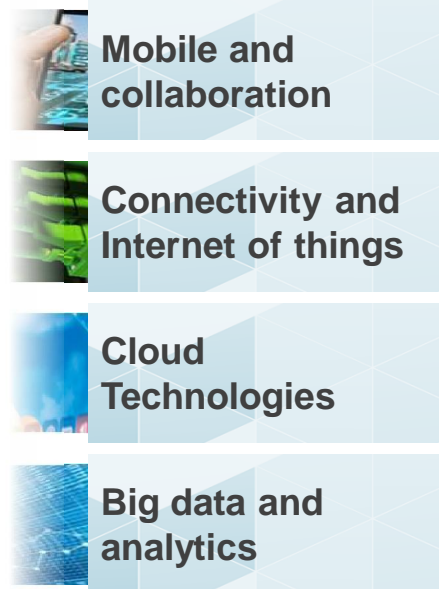 Mobile and
collaboration
Connectivity and
Internet of things
Cloud
Technologies
Big data and
analytics